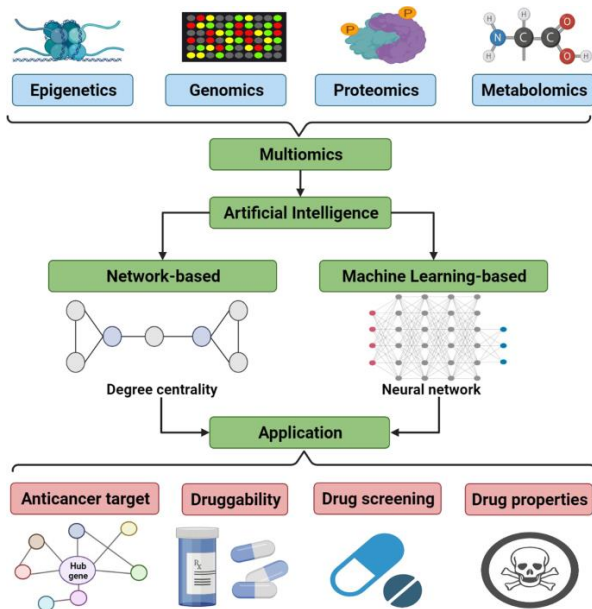 P
P
H
H
N
C
C
O
O
H
H
Epigenetics
Genomics
Proteomics
Metabolomics
Multiomics
Artificial Intelligence
Network-based
Machine Learning-based
Degree centrality
Neural network
Application
Anticancer target
Druggability
Drug screening
Drug properties
Hub
gene
Rx